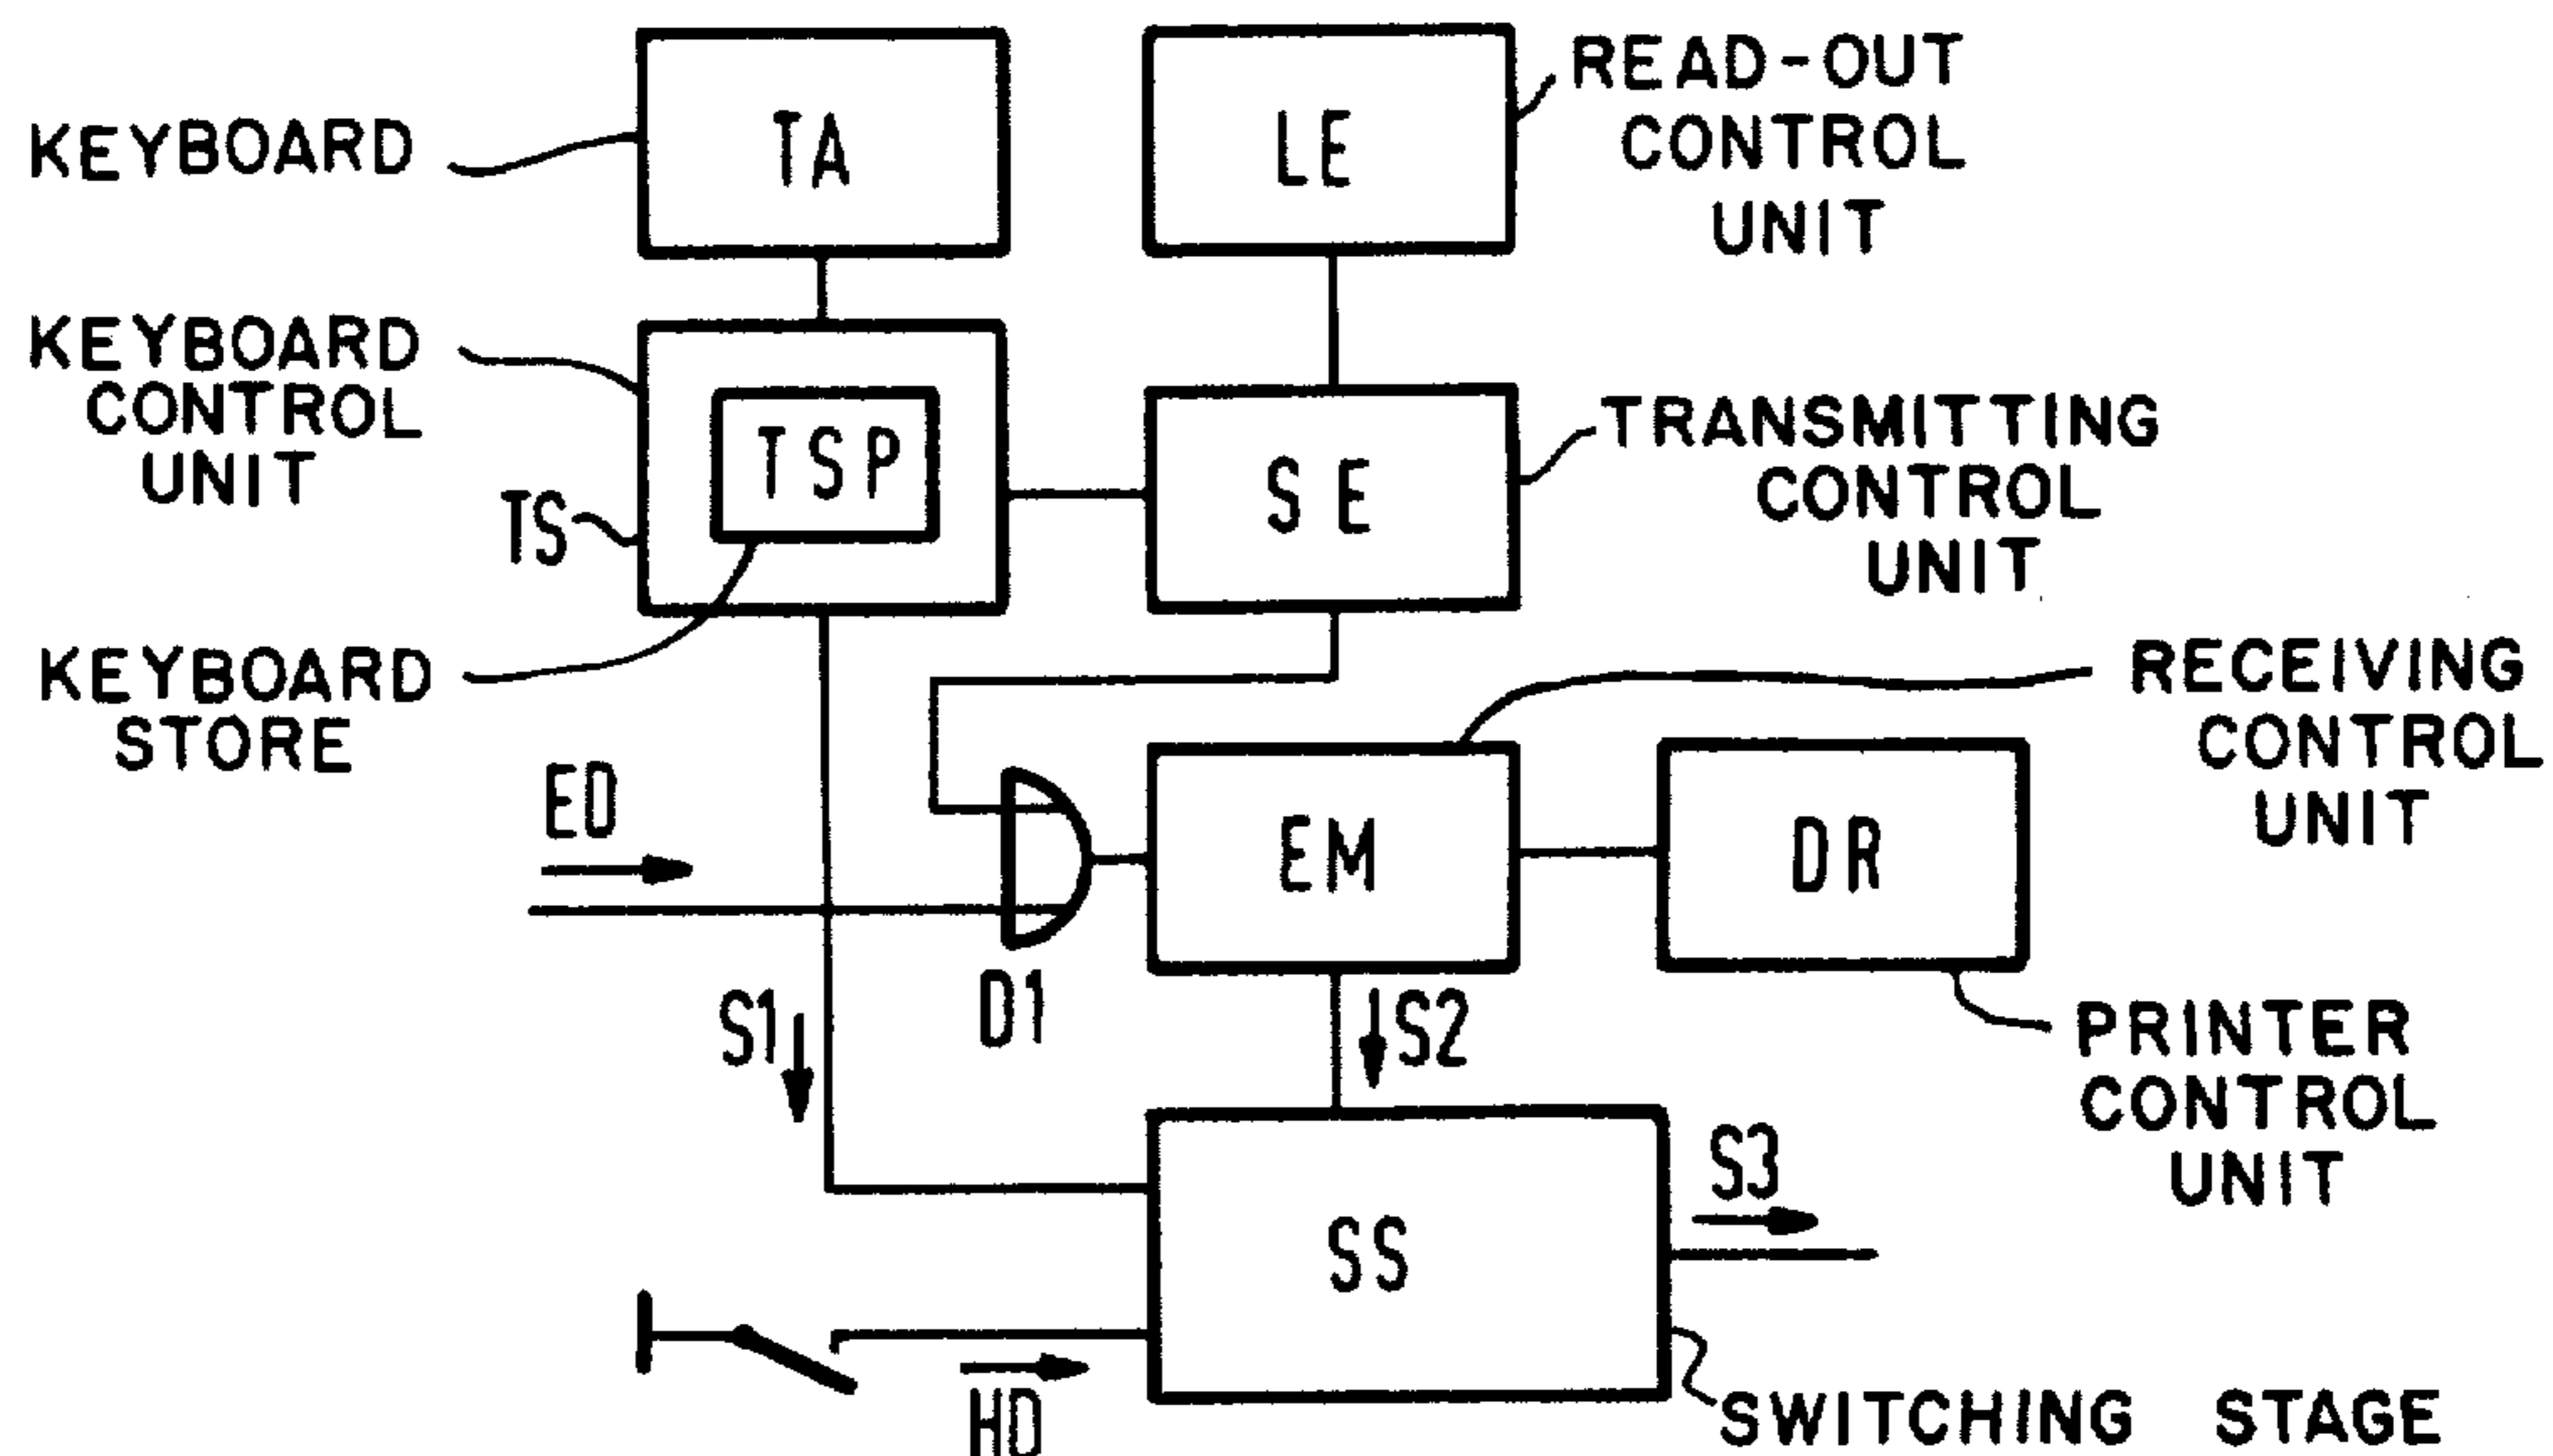 KEYBOARD
TA
LE
READ-OUT
CONTROL
UNIT
KEYBOARD
CONTROL
UNIT
TS
TSP
SE
TRANSMITTING
CONTROL
UNIT
KEYBOARD
STORE
RECEIVING
CONTROL
UNIT
ED
D1
EM
DR
PRINTER
CONTROL
UNIT
S1
S2
S3
SS
HD
SWITCHING STAGE